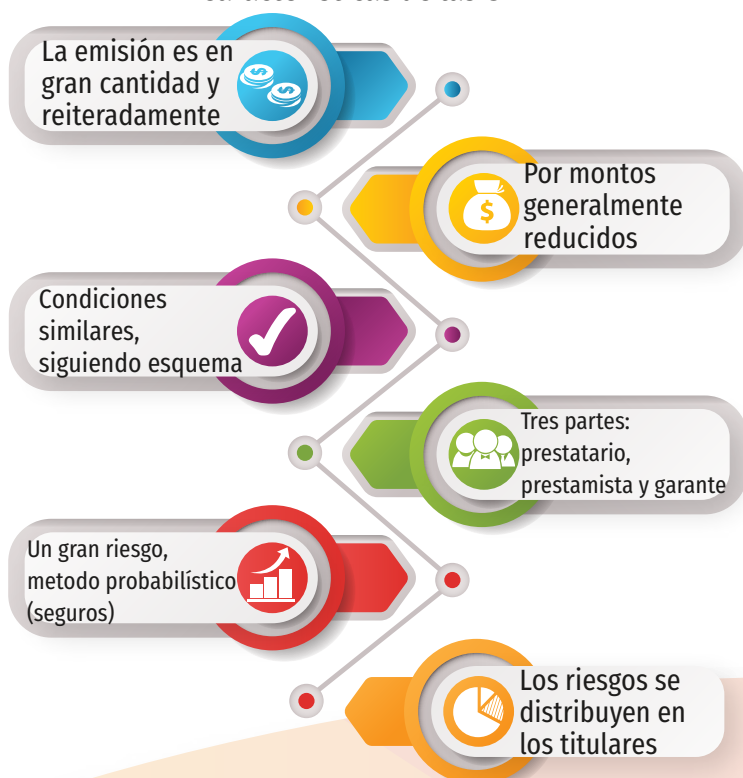 La emisión es en
gran cantidad y
reiteradamente
$
$
Por montos
generalmente
reducidos
$
Condiciones
similares,
siguiendo esquema
Tres partes:
prestatario,
prestamista y garante
Un gran riesgo,
metodo probabilístico
(seguros)
Los riesgos se
distribuyen en
los titulares